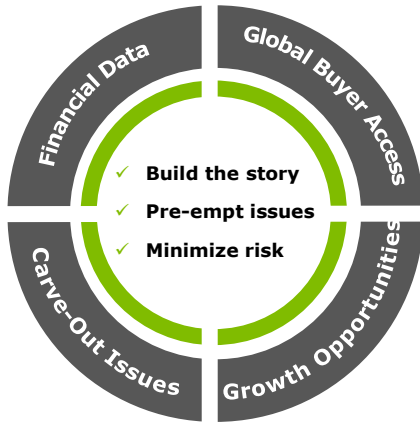 Financial Data
Global Buyer Access
✓ Build the story
✓ Pre-empt issues
✓ Minimize risk
Carve-Out Issues
Growth Opportunities